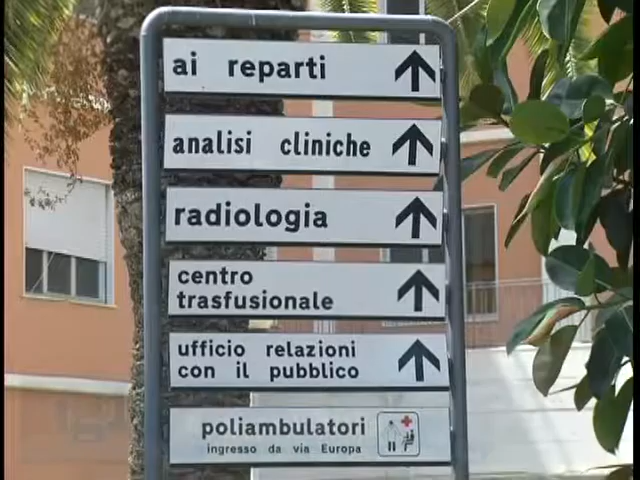 ai reparti
analisi cliniche
radiologia
centro
trasfusionale
ufficio relazioni
con il pubblico
poliambulatori
ingresso da via Europa